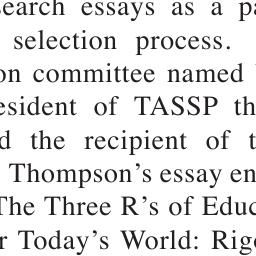 search essays as a pa
selection process.
on committee named
esident of TASSP th
d the recipient of t
Thompson's essay en
The Three R's of Educ
r Today's World: Rigo